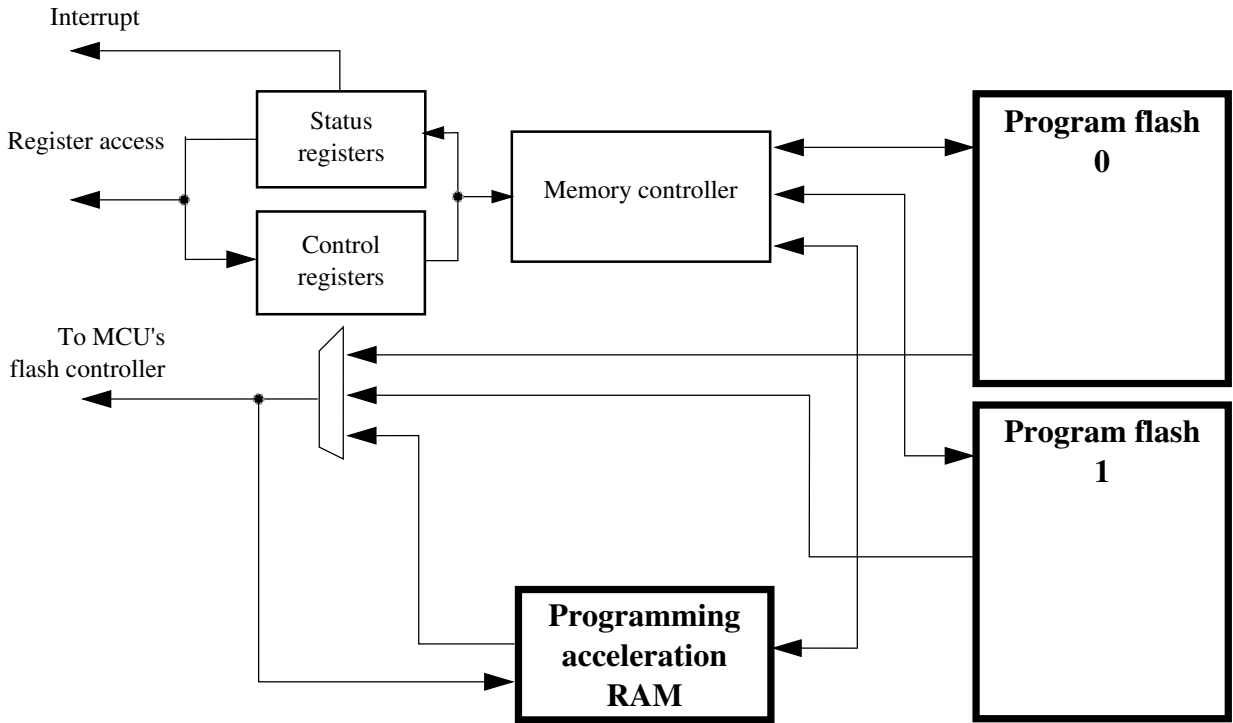 Interrupt
Register access
Status
registers
Control
registers
Memory controller
Program flash
0
To MCU's
flash controller
Program flash
1
Programming
acceleration
RAM